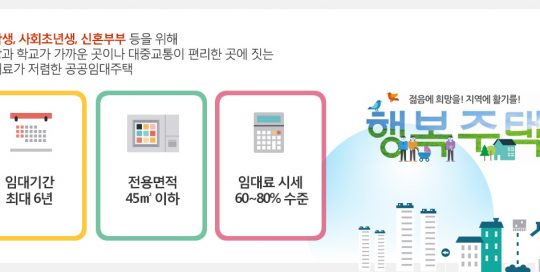 생, 사회초년생, 신혼부부 등을 위해
과 학교가 가까운 곳이나 대중교통이 편리한 곳에 짓는
료가 저렴한 공공임대주택
임대기간
최대 6년
전용면적
45㎡ 이하
임대료 시세
60~80% 수준
젊음에 희망을! 지역에 활기를!
행복주택